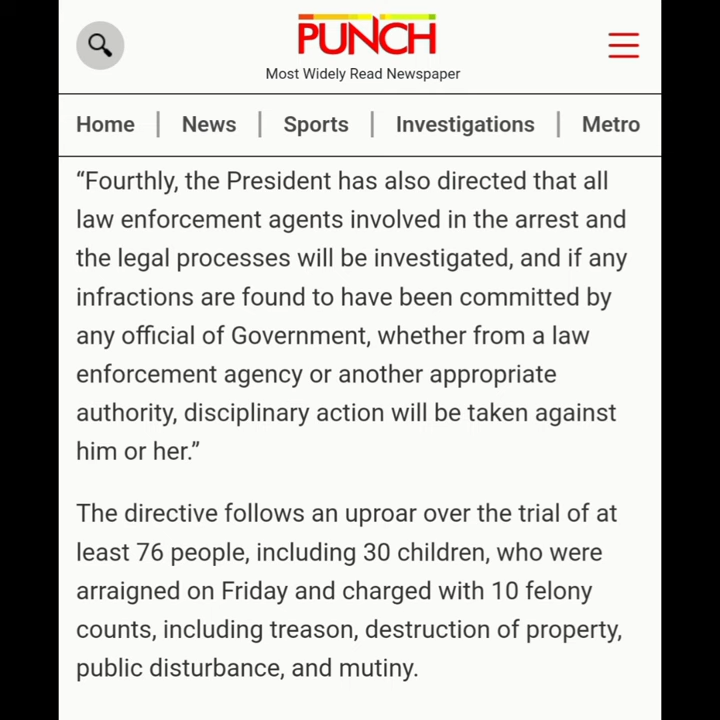 PUNCH
Most Widely Read Newspaper
Home | News | Sports | Investigations | Metro
“Fourthly, the President has also directed that all
law enforcement agents involved in the arrest and
the legal processes will be investigated, and if any
infractions are found to have been committed by
any official of Government, whether from a law
enforcement agency or another appropriate
authority, disciplinary action will be taken against
him or her.”
The directive follows an uproar over the trial of at
least 76 people, including 30 children, who were
arraigned on Friday and charged with 10 felony
counts, including treason, destruction of property,
public disturbance, and mutiny.